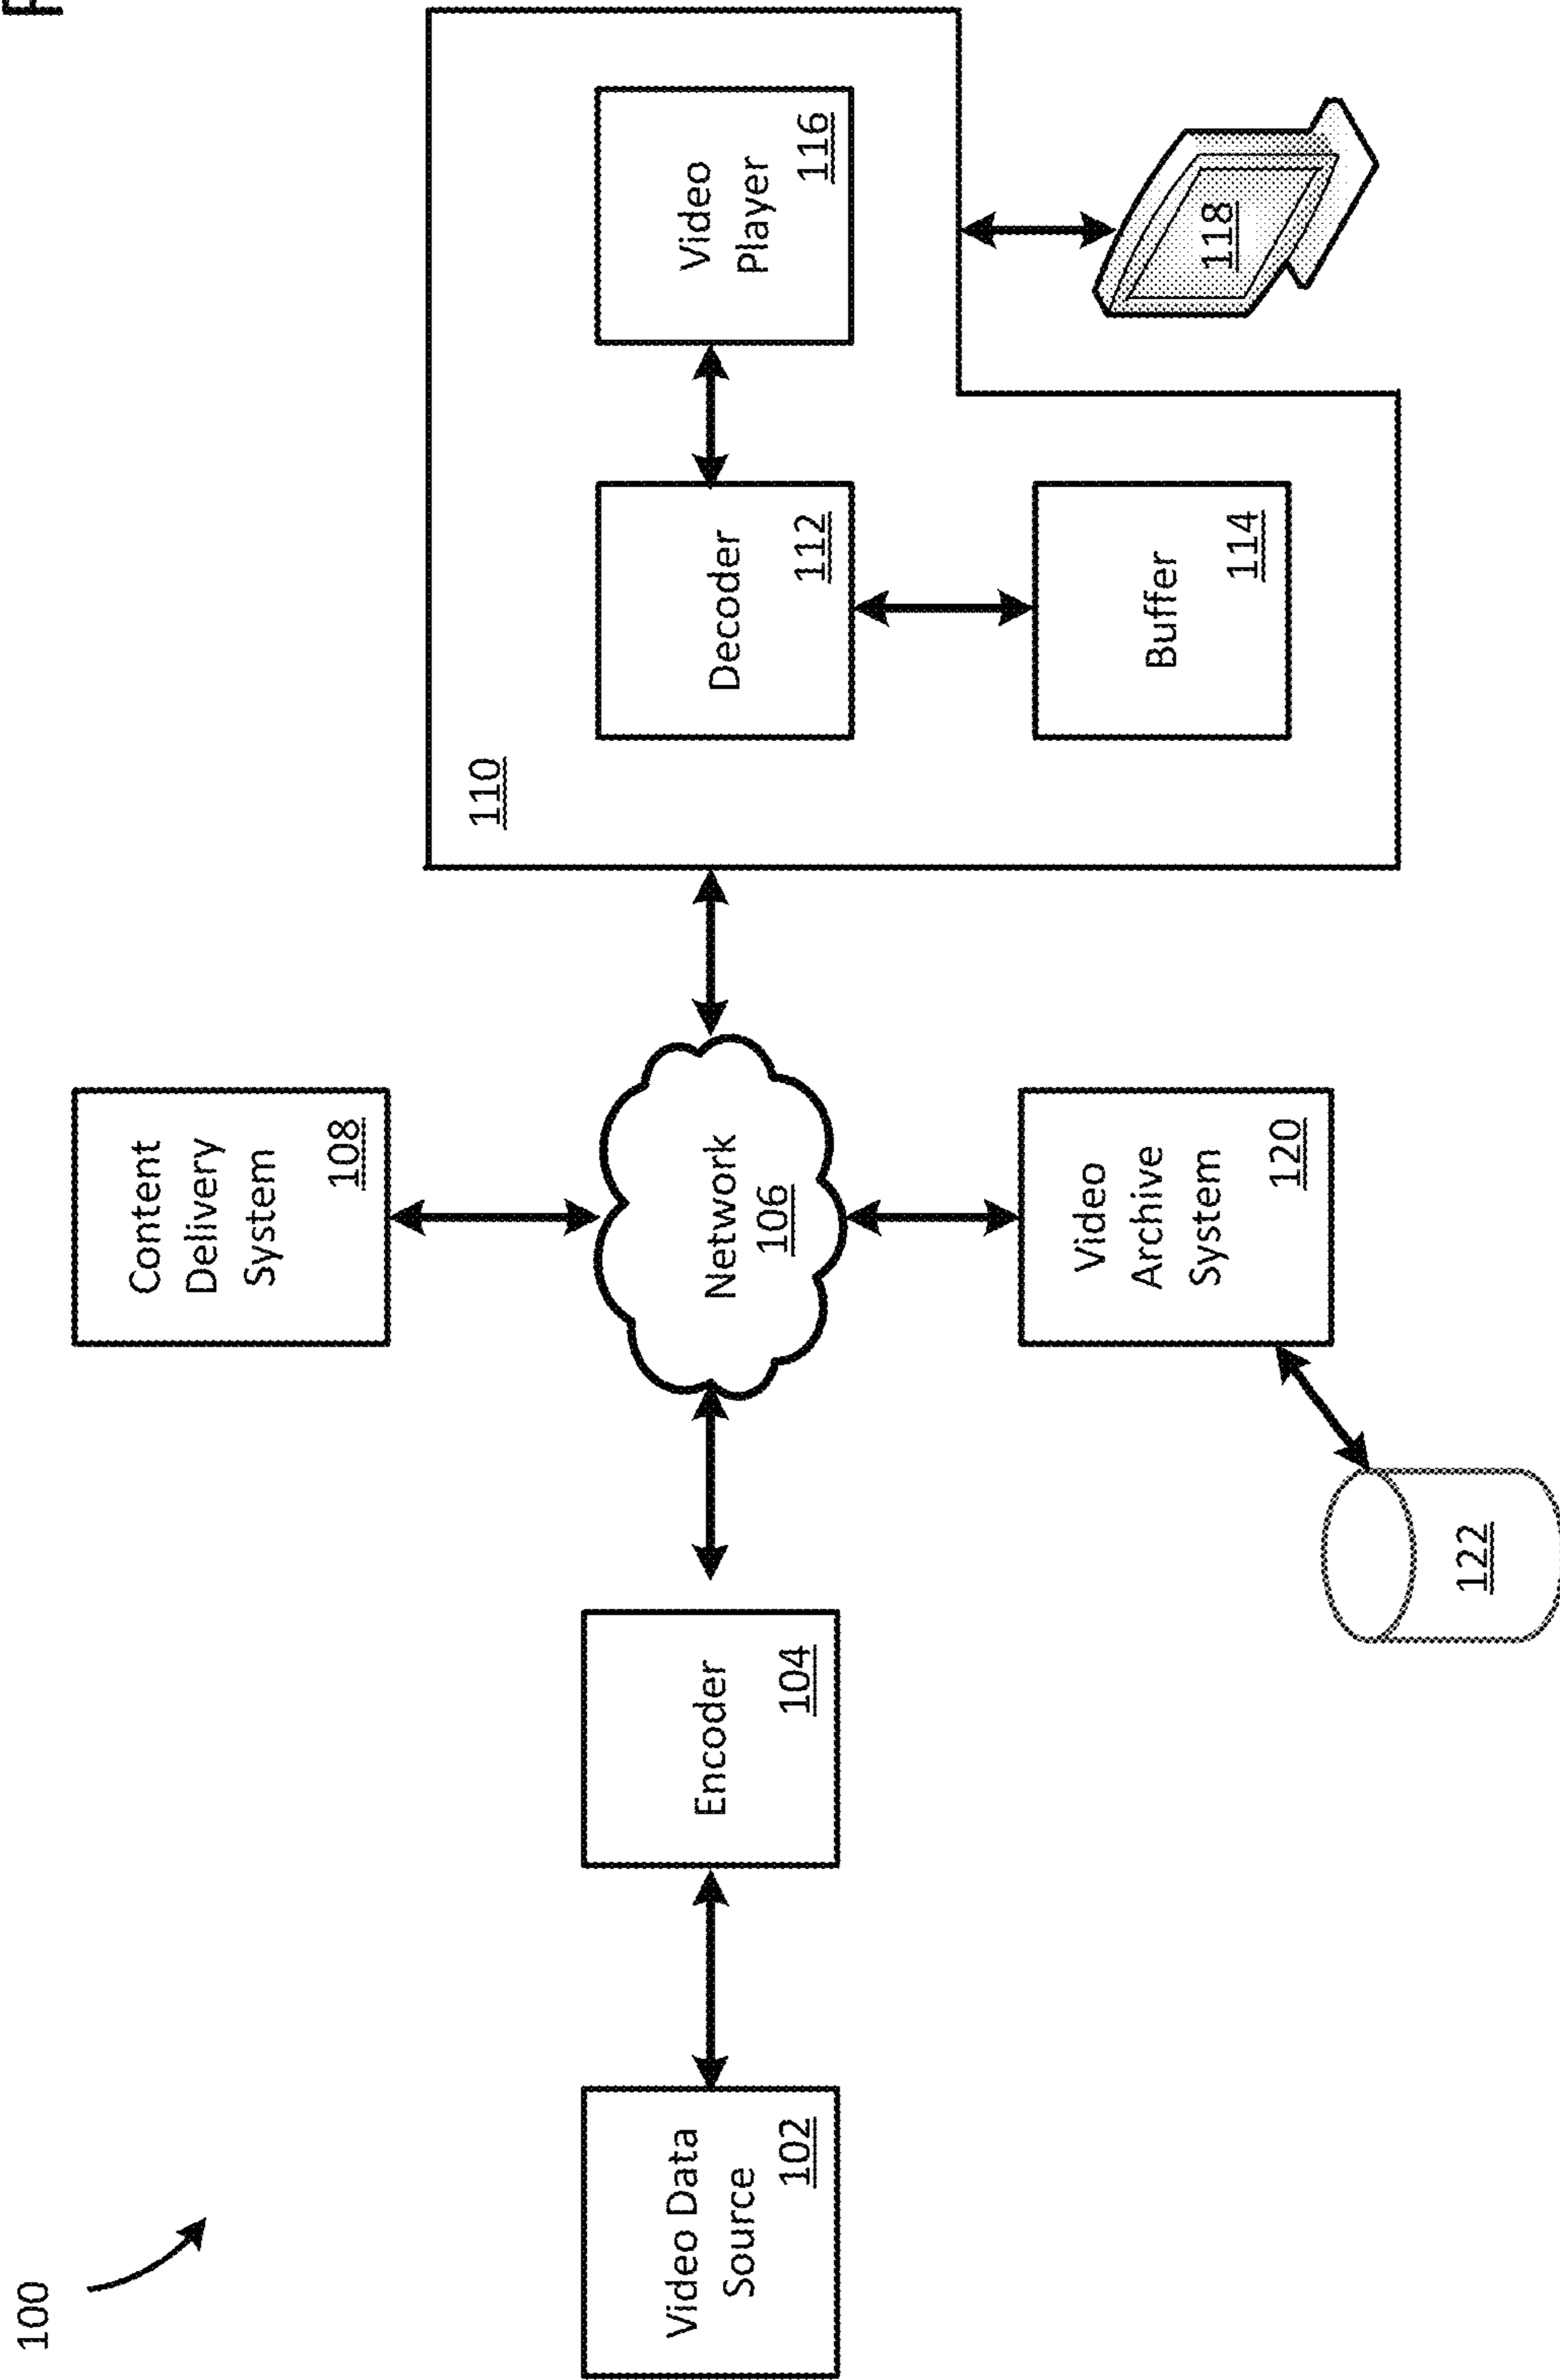 100
Video Data
Source
102
Encoder
104
Content
Delivery
System
108
Network
106
Video
Archive
System
120
122
110
Decoder
112
Buffer
114
Video
Player
116
118